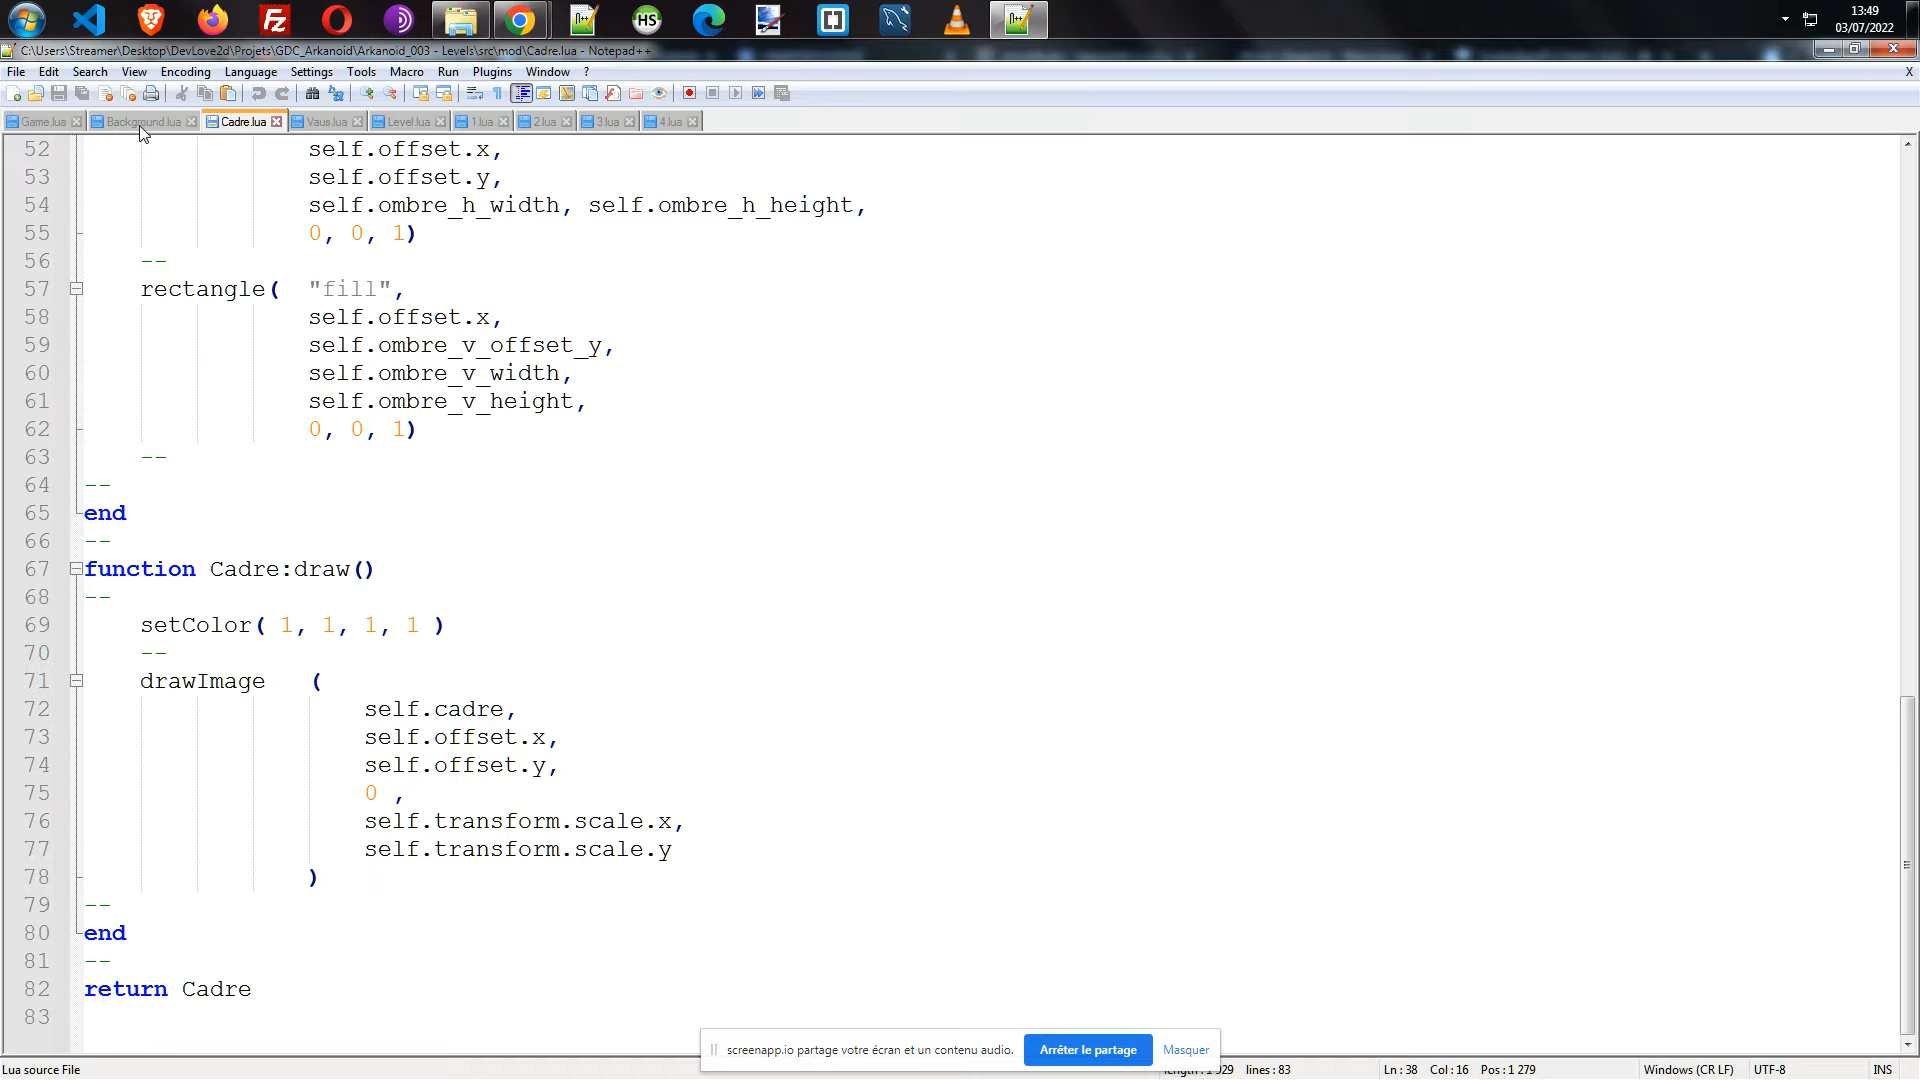 13:49
03/07/2022
C:\Users\Streamer\Desktop\DevLove2d\Projets\GDC_Arkanoid\Arkanoid_003 - Levels\src\mod\Cadre.lua - Notepad++
File Edit Search View Encoding Language Settings Tools Macro Run Plugins Window ? X
Game.lua Background.lua Cadre.lua Vaus.lua Level.lua 1.lua 2.lua 3.lua 4.lua
52 self.offset.x,
53 self.offset.y,
54 self.ombre_h_width, self.ombre_h_height,
55 0, 0, 1)
56 --
57 rectangle( "fill",
58 self.offset.x,
59 self.ombre_v_offset_y,
60 self.ombre_v_width,
61 self.ombre_v_height,
62 0, 0, 1)
63 --
64 --
65 end
66 --
67 function Cadre:draw()
68 --
69 setColor( 1, 1, 1, 1 )
70 --
71 drawImage (
72 self.cadre,
73 self.offset.x,
74 self.offset.y,
75 0 ,
76 self.transform.scale.x,
77 self.transform.scale.y
78 )
79 --
80 end
81 --
82 return Cadre
83
screenapp.io partage votre écran et un contenu audio. Arrêter le partage Masquer
Lua source File lines : 83 Ln : 38 Col : 16 Pos : 1 279 Windows (CR LF) UTF-8 INS